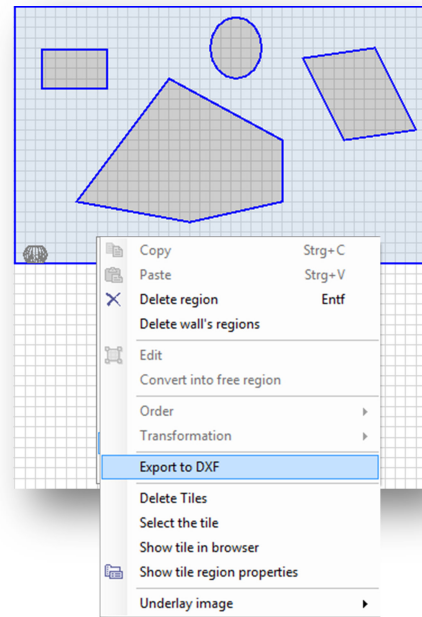 Copy Strg+C
Paste Strg+V
Delete region Entf
Delete wall's regions
Edit
Convert into free region
Order
Transformation
Export to DXF
Delete Tiles
Select the tile
Show tile in browser
Show tile region properties
Underlay image